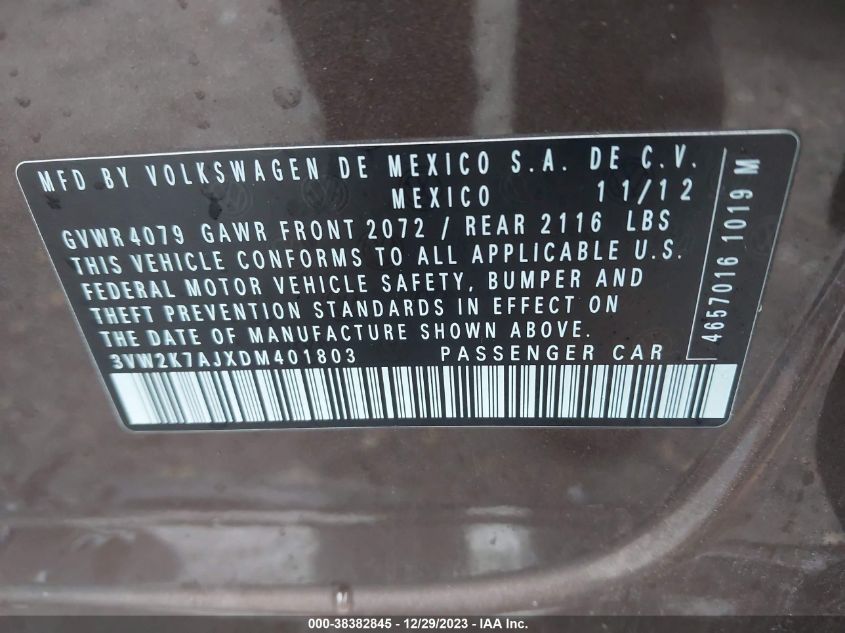 MFD BY VOLKSWAGEN DE MEXICO S.A. DE C.V.
MEXICO 11/12
GVWR 4079 GAWR FRONT 2072 / REAR 2116 LBS
THIS VEHICLE CONFORMS TO ALL APPLICABLE U.S.
FEDERAL MOTOR VEHICLE SAFETY, BUMPER AND
THEFT PREVENTION STANDARDS IN EFFECT ON
THE DATE OF MANUFACTURE SHOWN ABOVE.
3VW2K7AJXDM401803 PASSENGER CAR
4657016 1019 M
000-38382845 - 12/29/2023 - © IAA Holdings, Inc.